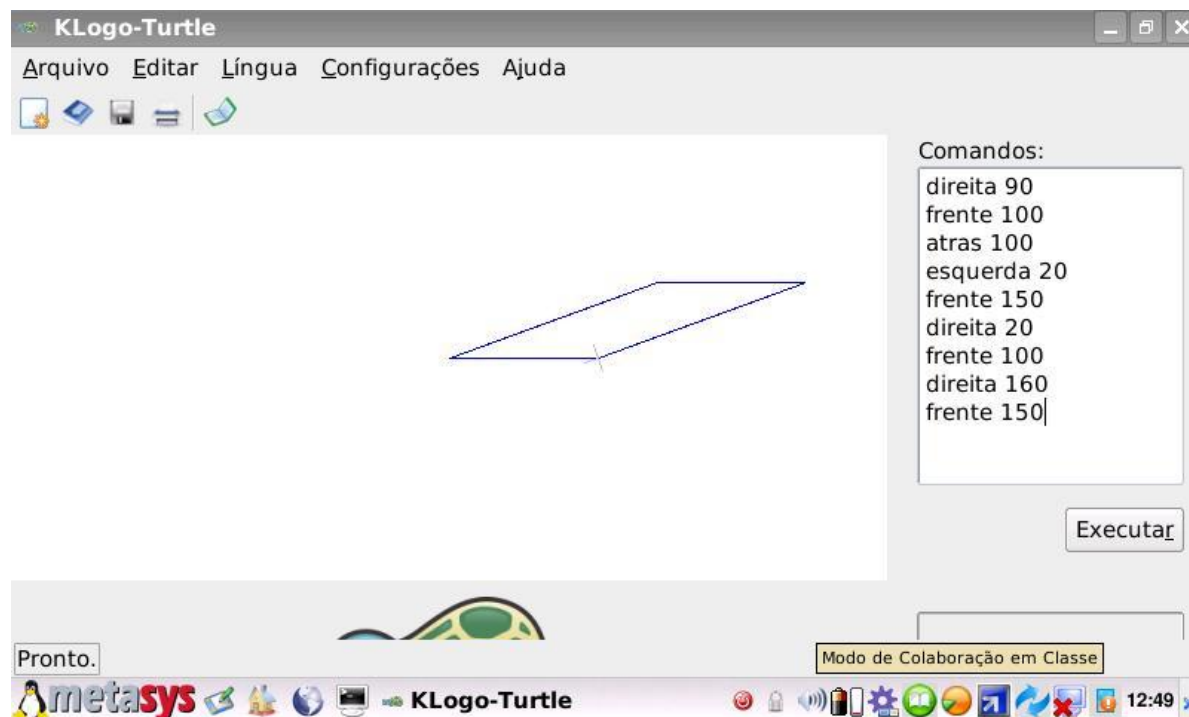 KLogo-Turtle
Arquivo Editar Língua Configurações Ajuda
Comandos:
direita 90
frente 100
atras 100
esquerda 20
frente 150
direita 20
frente 100
direita 160
frente 150
Executar
Pronto.
Modo de Colaboração em Classe
metasys KLogo-Turtle 12:49